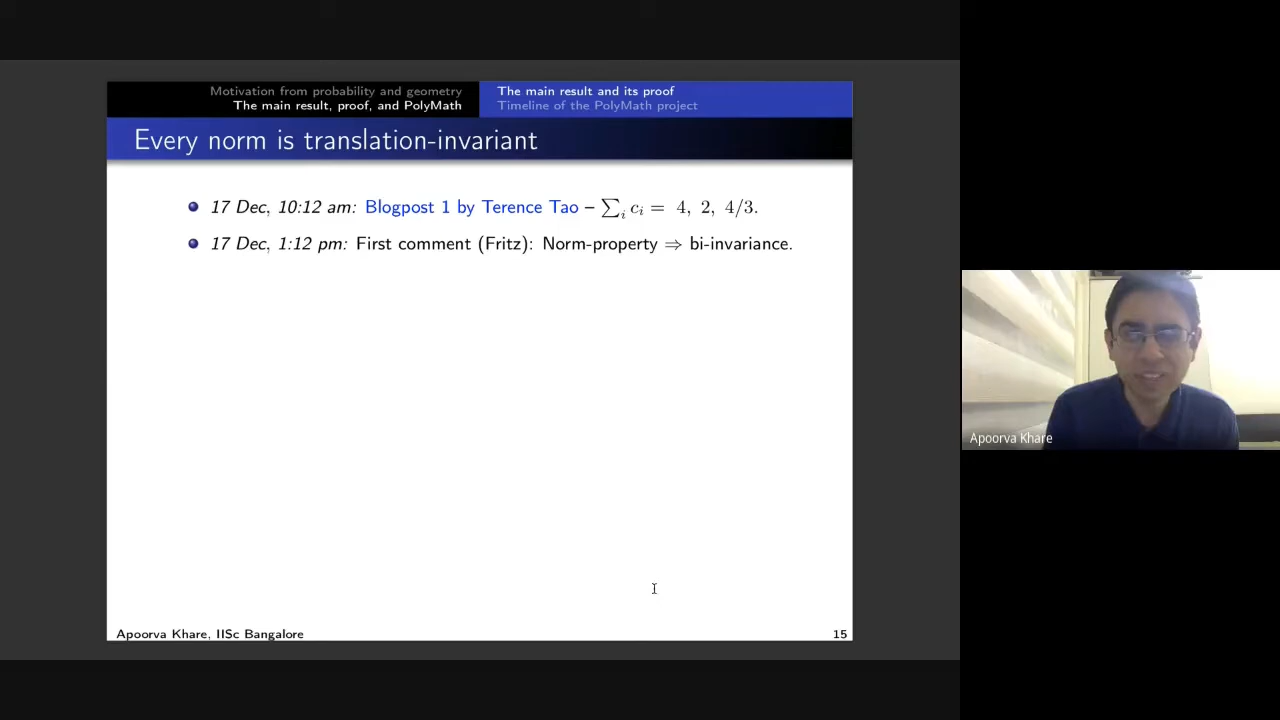 Motivation from probability and geometry
The main result, proof, and PolyMath
The main result and its proof
Timeline of the PolyMath project
Every norm is translation-invariant
17 Dec, 10:12 am: Blogpost 1 by Terence Tao – ∑ᵢ cᵢ = 4, 2, 4/3.
17 Dec, 1:12 pm: First comment (Fritz): Norm-property ⇒ bi-invariance.
Apoorva Khare, IISc Bangalore
15
Apoorva Khare